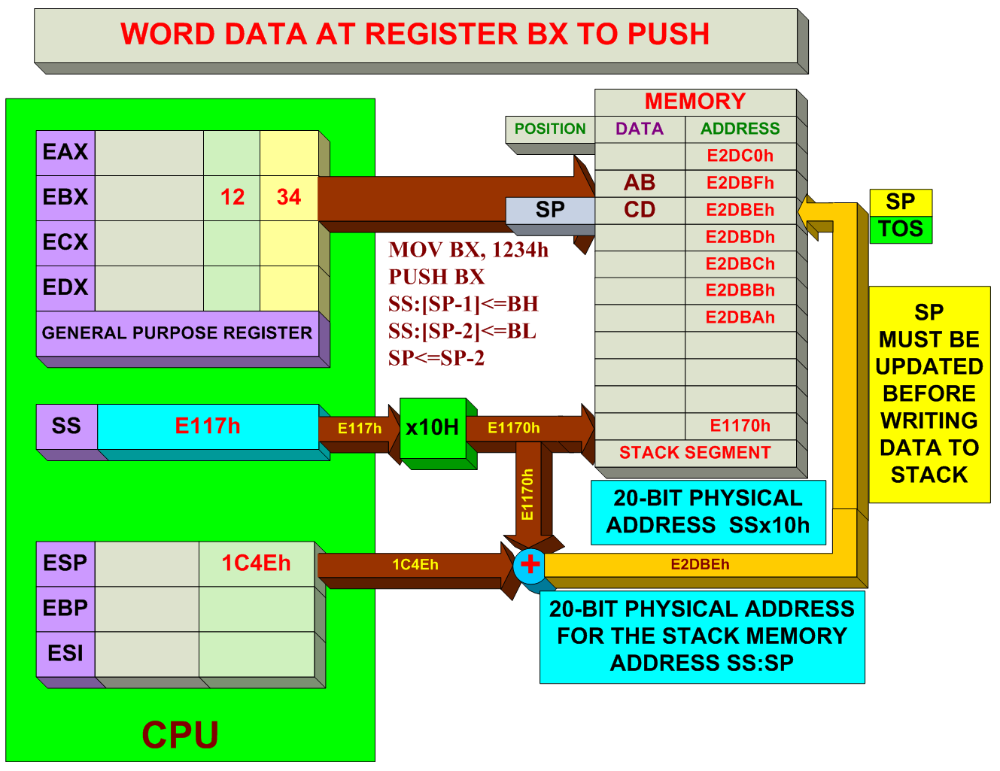 WORD DATA AT REGISTER BX TO PUSH
MEMORY
POSITION DATA ADDRESS
E2DC0h
AB E2DBFh
SP CD E2DBEh
E2DBDh
E2DBCh
E2DBBh
E2DBAh
E1170h
STACK SEGMENT
EAX
EBX 12 34
ECX
EDX
GENERAL PURPOSE REGISTER
MOV BX, 1234h
PUSH BX
SS:[SP-1]<=BH
SS:[SP-2]<=BL
SP<=SP-2
SP
TOS
SP
MUST BE
UPDATED
BEFORE
WRITING
DATA TO
STACK
SS E117h
E117h
x10H
E1170h
E1170h
20-BIT PHYSICAL
ADDRESS SSx10h
ESP 1C4Eh
EBP
ESI
1C4Eh
+
E2DBEh
20-BIT PHYSICAL ADDRESS
FOR THE STACK MEMORY
ADDRESS SS:SP
CPU